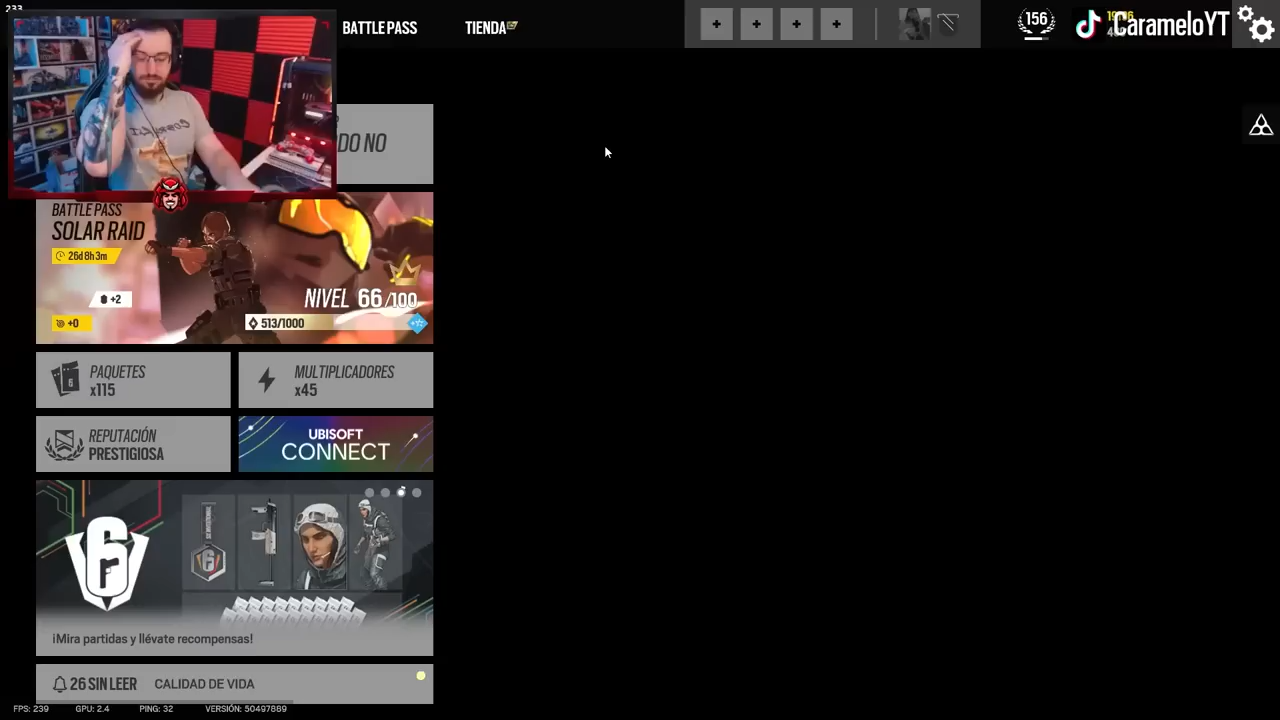 233
BATTLE PASS
TIENDA
156
CarameloYT
DO NO
BATTLE PASS
SOLAR RAID
26d 8h 3m
+2
NIVEL 66/100
+0
513/1000
PAQUETES
x115
MULTIPLICADORES
x45
REPUTACIÓN
PRESTIGIOSA
UBISOFT
CONNECT
6
¡Mira partidas y llévate recompensas!
26 SIN LEER
CALIDAD DE VIDA
FPS: 239
GPU: 2.4
PING: 32
VERSIÓN: 50497889